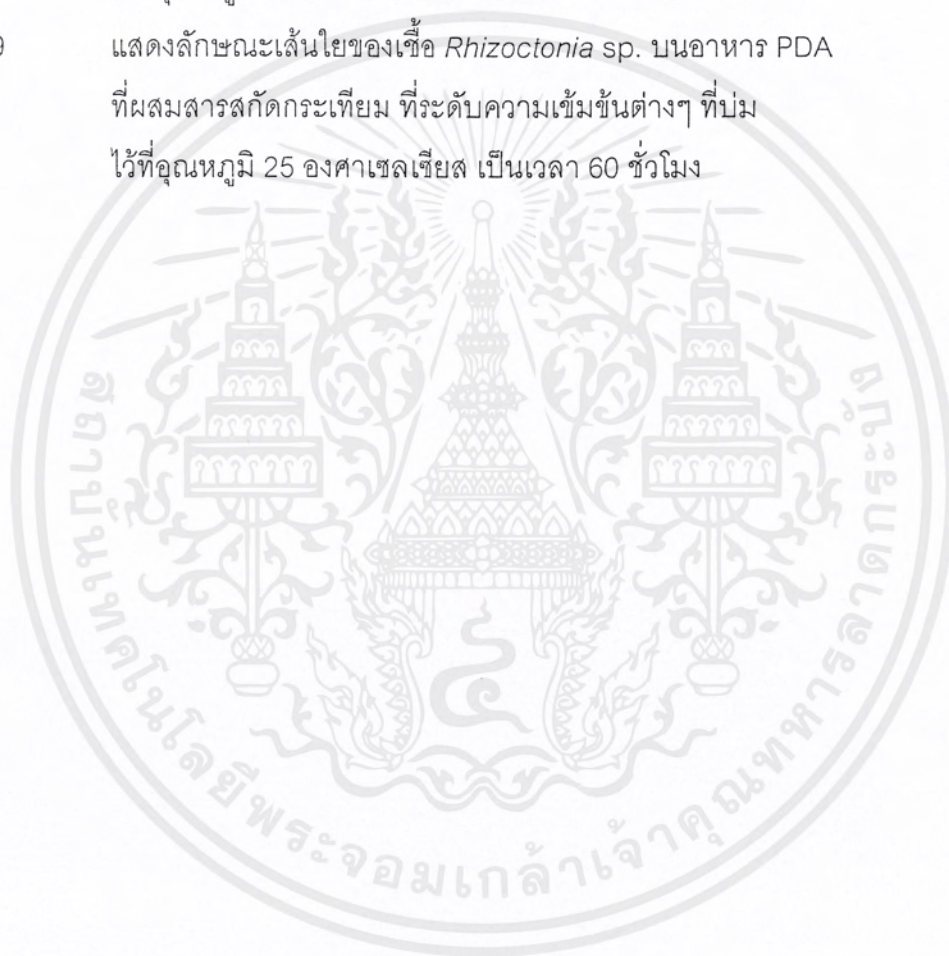 9 แสดงลักษณะเส้นใยของเชื้อ Rhizoctonia sp. บนอาหาร PDA
ที่ผสมสารสกัดกระเทียม ที่ระดับความเข้มข้นต่างๆ ที่บ่ม
ไว้ที่อุณหภูมิ 25 องศาเซลเซียส เป็นเวลา 60 ชั่วโมง
สถาบันเทคโนโลยีพระจอมเกล้าเจ้าคุณทหารลาดกระบัง